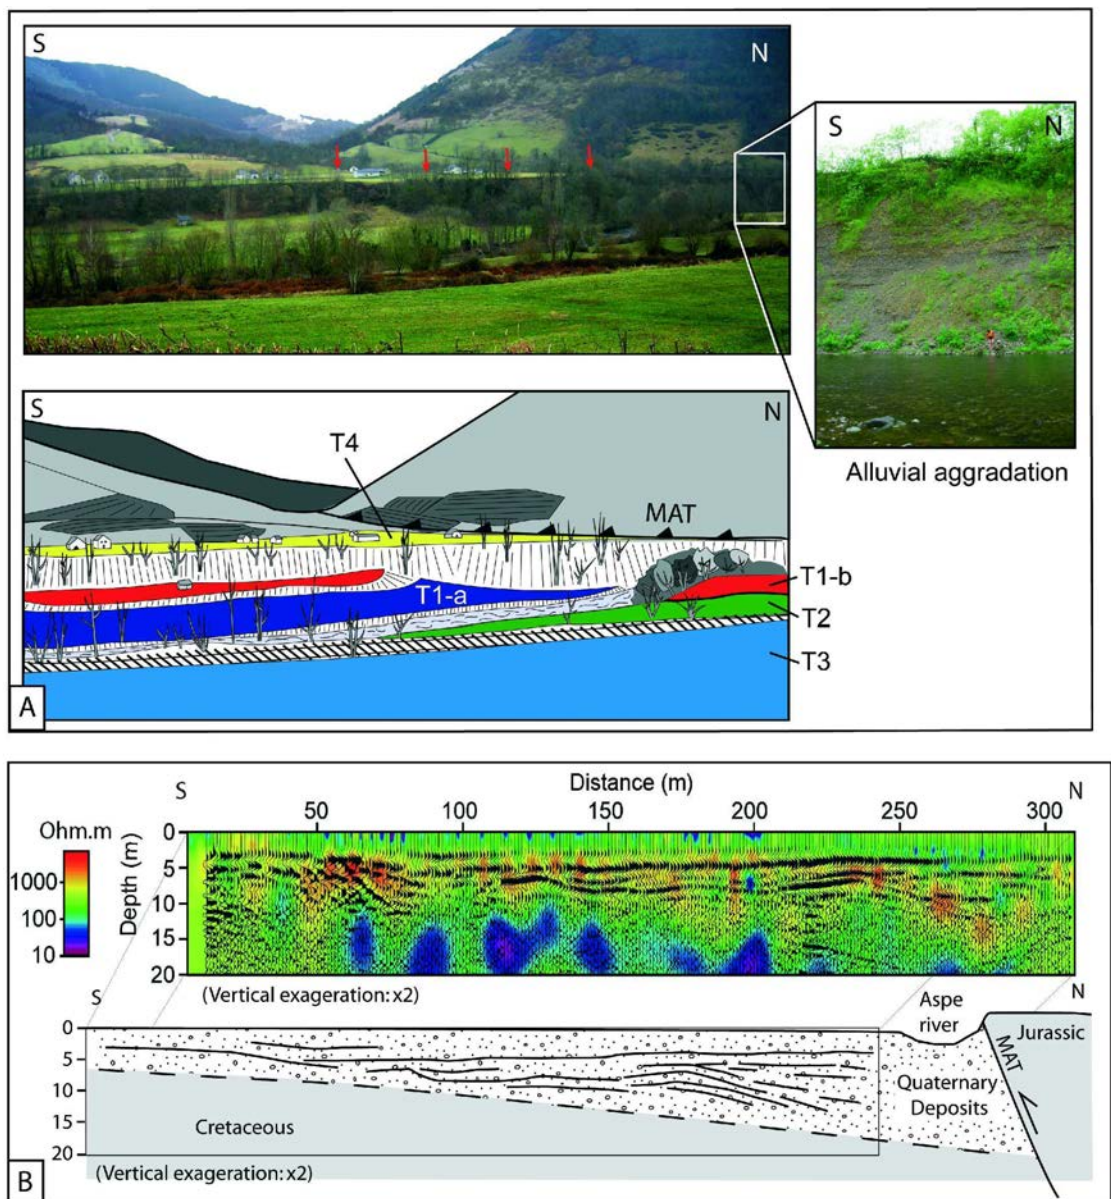 S
N
S
N
Alluvial aggradation
S
N
T4
MAT
T1-a
T1-b
T2
T3
A
S
Distance (m)
N
50
100
150
200
250
300
Ohm.m
1000
100
10
Depth (m)
0
5
10
15
20
(Vertical exageration: x2)
S
Aspe
river
N
0
5
10
15
20
Jurassic
MAT
Quaternary
Deposits
Cretaceous
(Vertical exageration: x2)
B